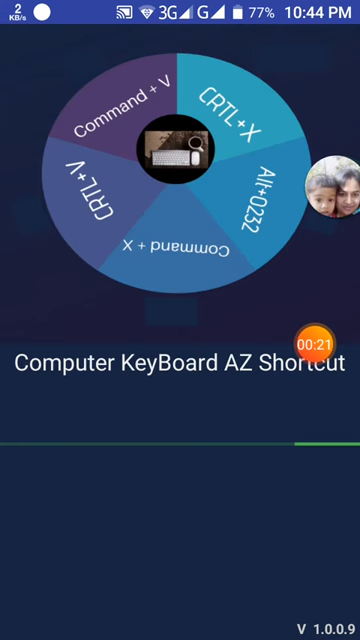 2
KB/s
3G G 77% 10:44 PM
Command + V
CRTL+X
CRTL+V
Alt+0232
Command + X
00:21
Computer KeyBoard AZ Shortcut
V 1.0.0.9